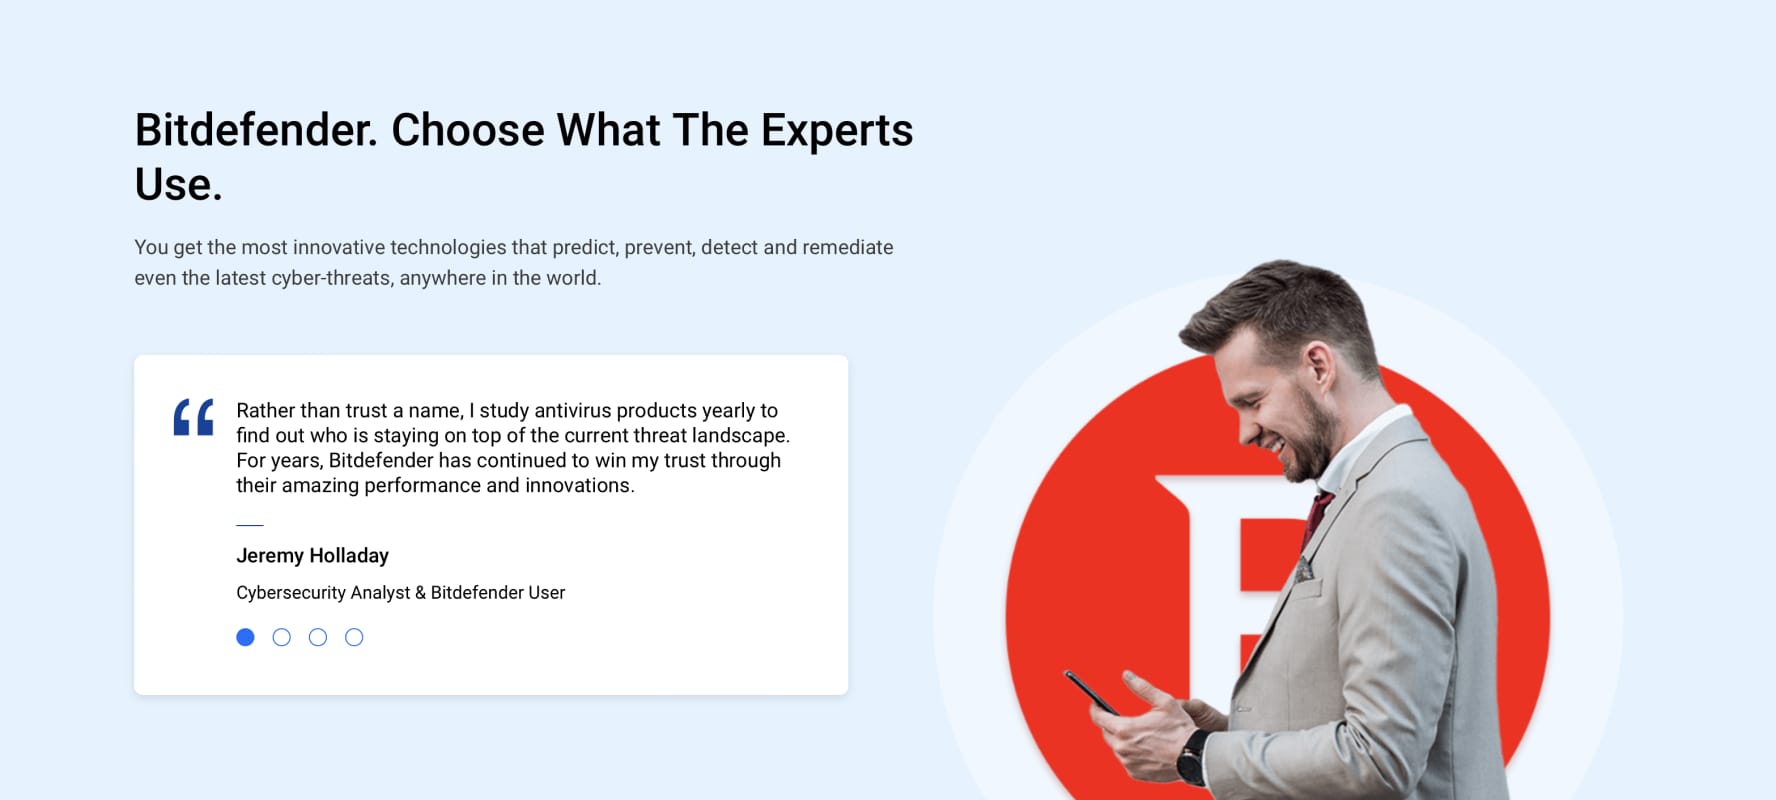 Bitdefender. Choose What The Experts
Use.
You get the most innovative technologies that predict, prevent, detect and remediate
even the latest cyber-threats, anywhere in the world.
Rather than trust a name, I study antivirus products yearly to
find out who is staying on top of the current threat landscape.
For years, Bitdefender has continued to win my trust through
their amazing performance and innovations.
Jeremy Holladay
Cybersecurity Analyst & Bitdefender User